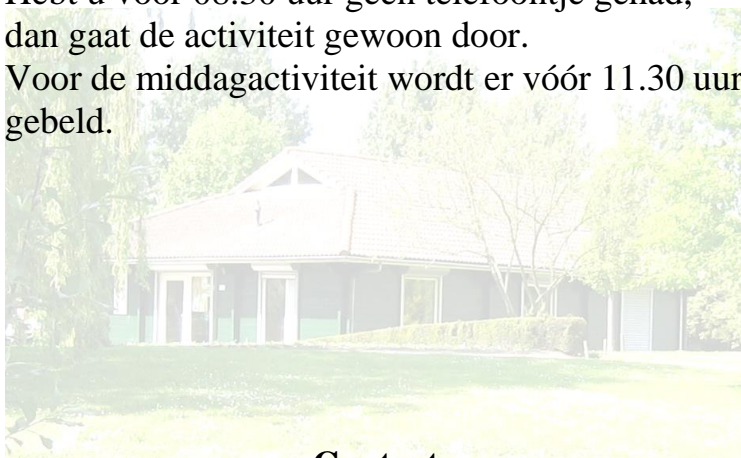 Hebt u vóór 08.30 uur geen telefoontje gehad,
dan gaat de activiteit gewoon door.
Voor de middagactiviteit wordt er vóór 11.30 uur
gebeld.